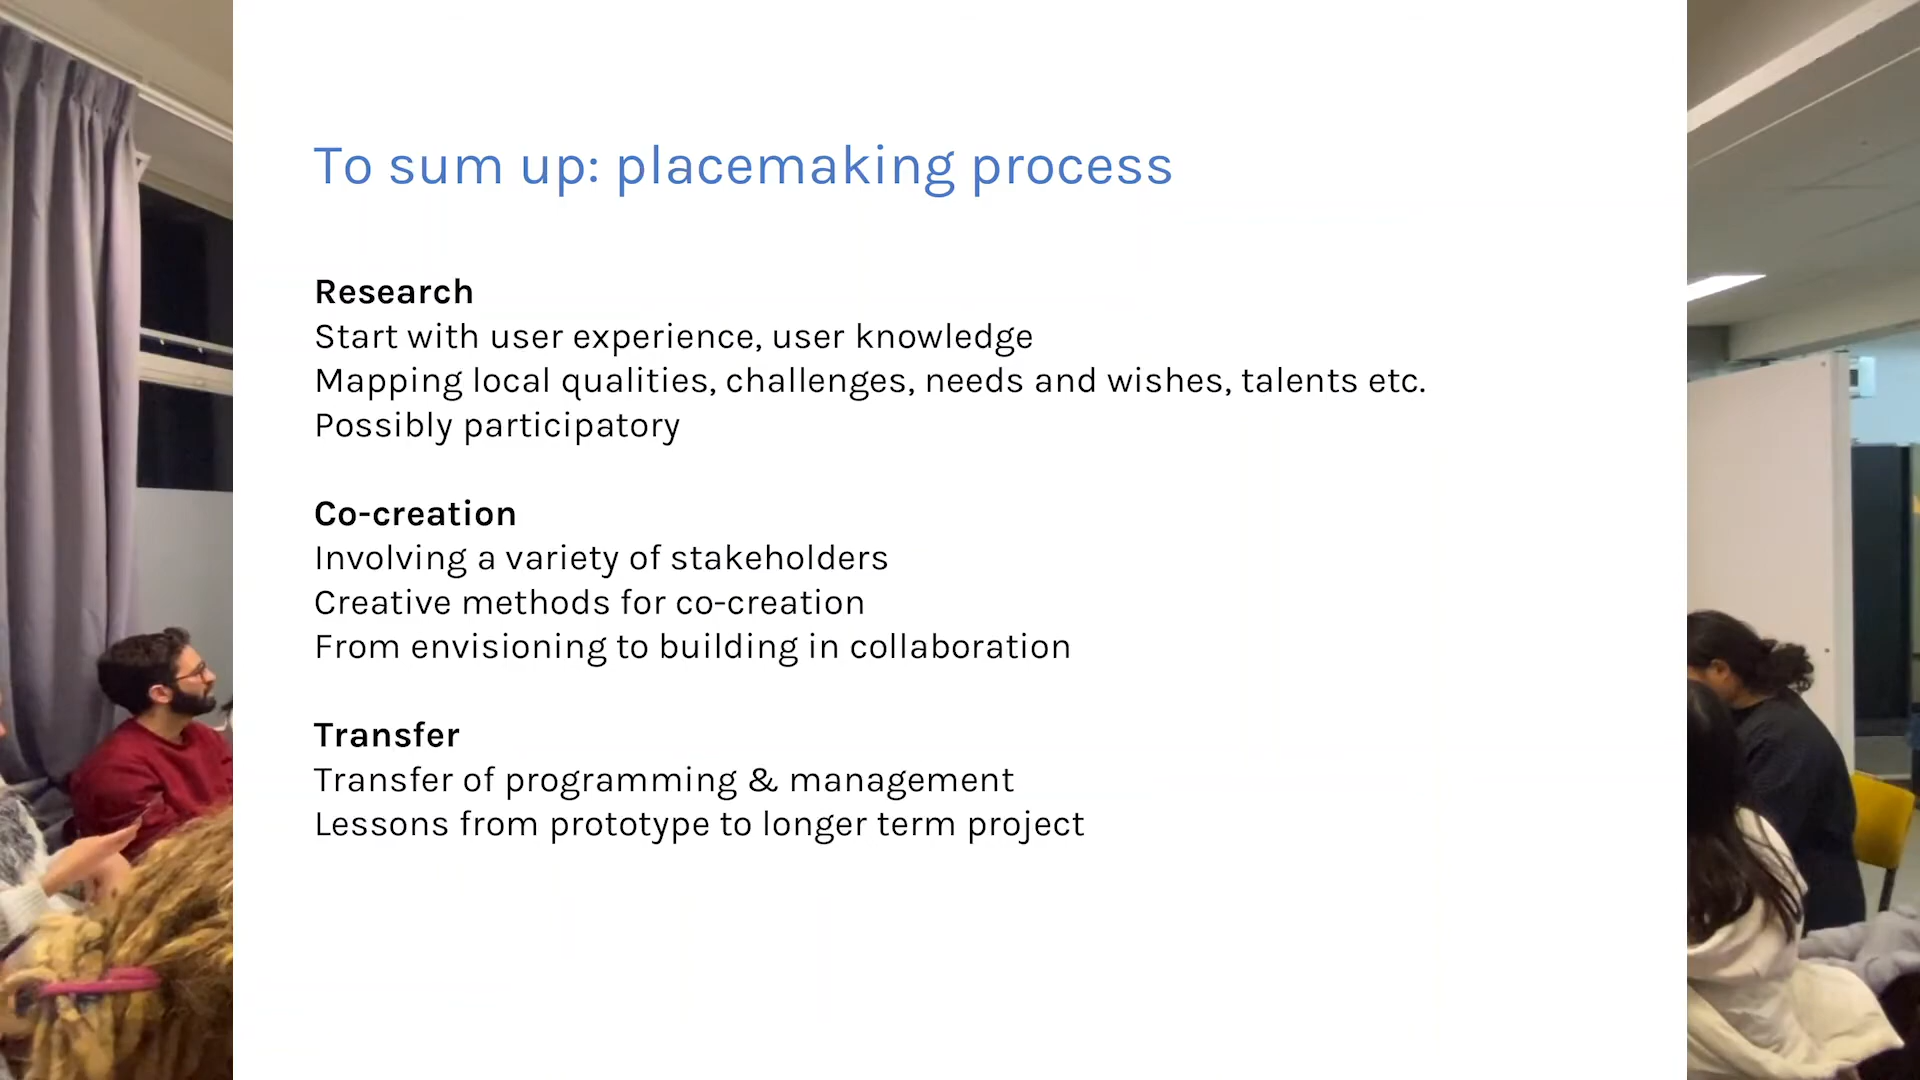 To sum up: placemaking process
Research
Start with user experience, user knowledge
Mapping local qualities, challenges, needs and wishes, talents etc.
Possibly participatory
Co-creation
Involving a variety of stakeholders
Creative methods for co-creation
From envisioning to building in collaboration
Transfer
Transfer of programming & management
Lessons from prototype to longer term project